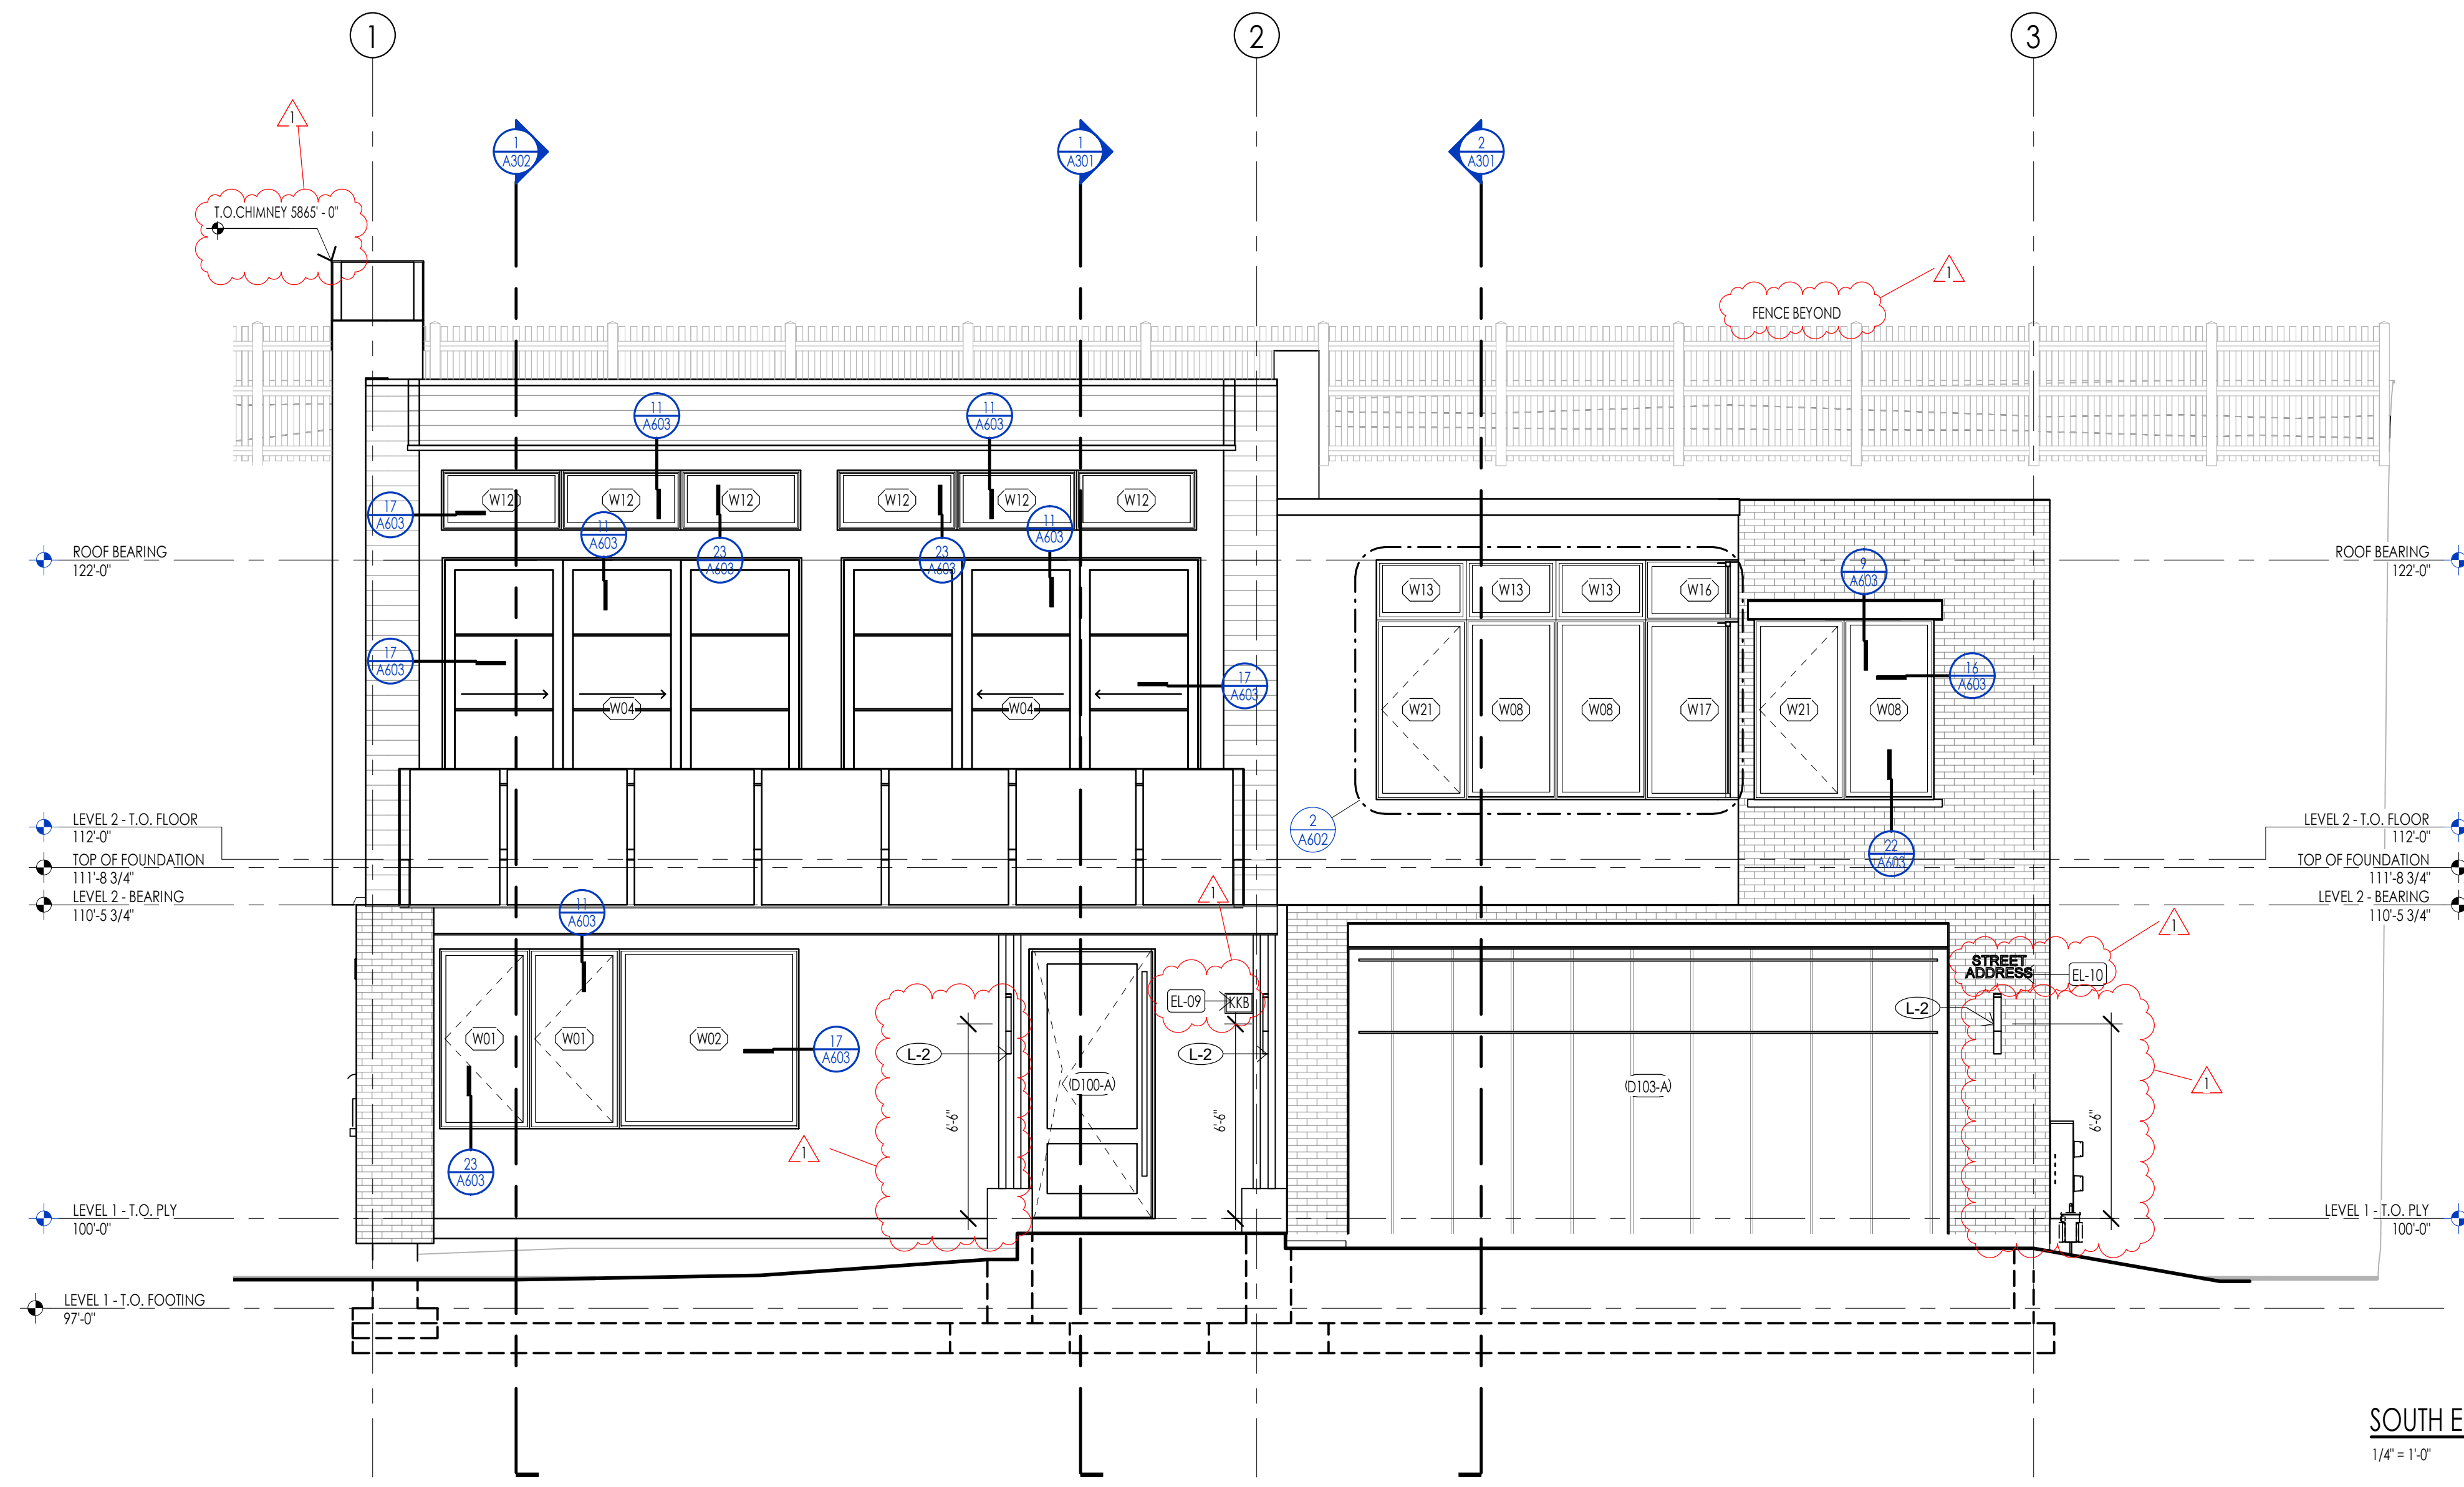 1
2
3
1
A302
1
A301
2
A301
1
T.O.CHIMNEY 5865' - 0"
1
FENCE BEYOND
11
A603
11
A603
W12
W12
W12
W12
W12
W12
17
A603
11
A603
11
A603
23
A603
23
A603
ROOF BEARING
122'-0"
ROOF BEARING
122'-0"
W13
W13
W13
W16
9
A603
17
A603
17
A603
16
A603
W04
W04
W21
W08
W08
W17
W21
W08
2
A602
22
A603
LEVEL 2 - T.O. FLOOR
112'-0"
TOP OF FOUNDATION
111'-8 3/4"
LEVEL 2 - BEARING
110'-5 3/4"
LEVEL 2 - T.O. FLOOR
112'-0"
TOP OF FOUNDATION
111'-8 3/4"
LEVEL 2 - BEARING
110'-5 3/4"
11
A603
1
1
STREET
ADDRESS
EL-10
EL-09
KKB
L-2
W01
W01
W02
17
A603
L-2
L-2
D100-A
D103-A
1
6'-6"
6'-6"
6'-6"
1
23
A603
LEVEL 1 - T.O. PLY
100'-0"
LEVEL 1 - T.O. PLY
100'-0"
LEVEL 1 - T.O. FOOTING
97'-0"
SOUTH E
1/4" = 1'-0"